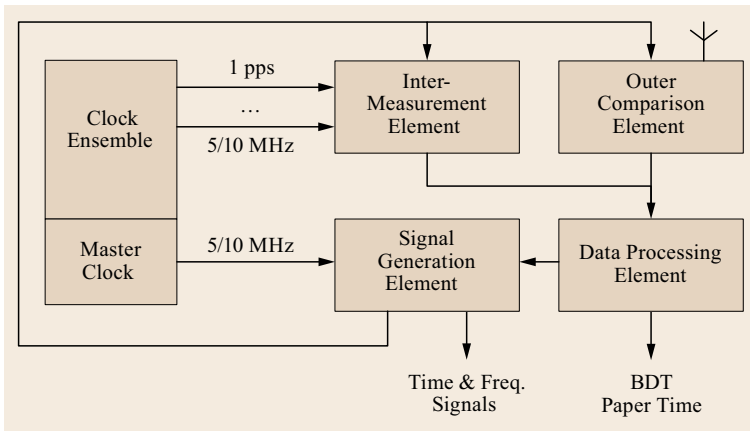 1 pps
Inter-
Measurement
Element
Outer
Comparison
Element
Clock
Ensemble
...
5/10 MHz
Master
Clock
5/10 MHz
Signal
Generation
Element
Data Processing
Element
Time & Freq.
Signals
BDT
Paper Time